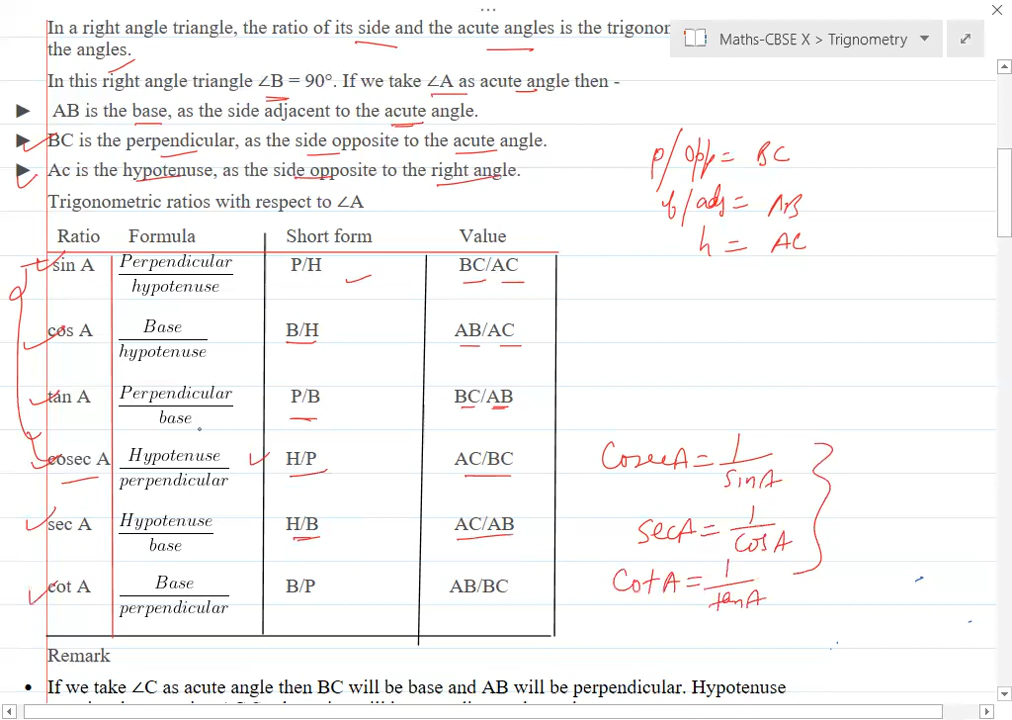 In a right angle triangle, the ratio of its side and the acute angles is the trigono
the angles.
Maths-CBSE X > Trignometry
In this right angle triangle ∠B = 90°. If we take ∠A as acute angle then -
► AB is the base, as the side adjacent to the acute angle.
► BC is the perpendicular, as the side opposite to the acute angle.
► Ac is the hypotenuse, as the side opposite to the right angle.
P/opp = BC
b/adj = AB
h = AC
Trigonometric ratios with respect to ∠A
Ratio Formula Short form Value
sin A Perpendicular/hypotenuse P/H BC/AC
cos A Base/hypotenuse B/H AB/AC
tan A Perpendicular/base P/B BC/AB
cosec A Hypotenuse/perpendicular H/P AC/BC
sec A Hypotenuse/base H/B AC/AB
cot A Base/perpendicular B/P AB/BC
CosecA = 1/sinA
secA = 1/cosA
CotA = 1/tanA
Remark
• If we take ∠C as acute angle then BC will be base and AB will be perpendicular. Hypotenuse